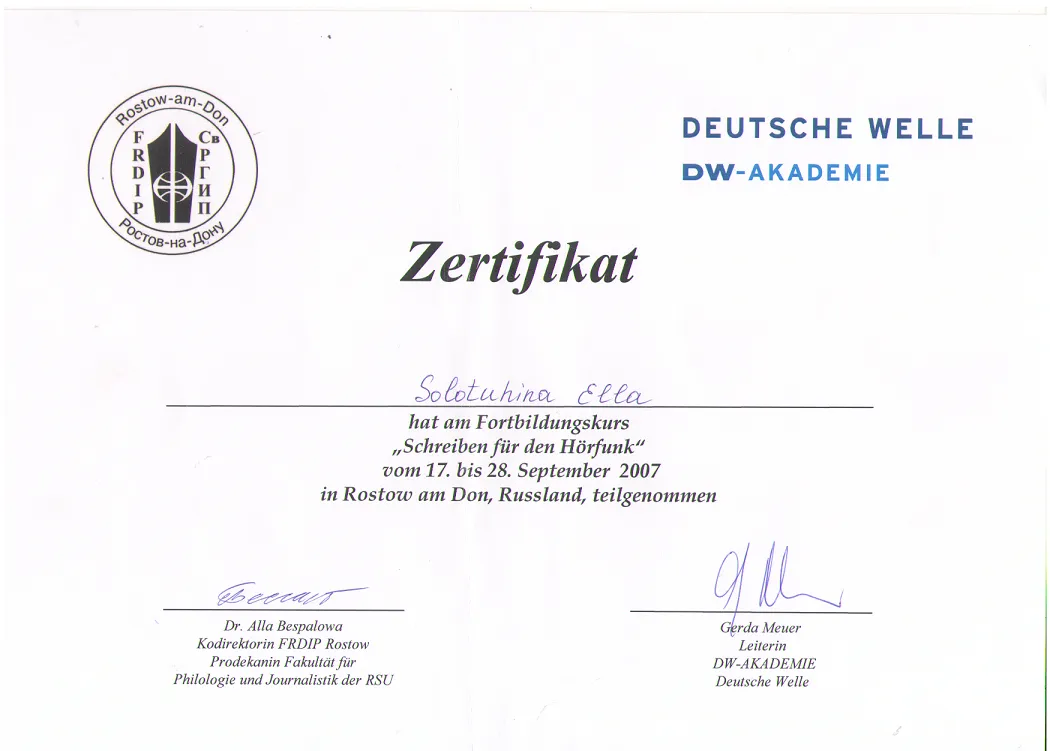 Rostow-am-Don
FRDIP
СвРГИП
Ростов-на-Дону
DEUTSCHE WELLE
DW-AKADEMIE
Zertifikat
Solotuhina Ella
hat am Fortbildungskurs
„Schreiben für den Hörfunk“
vom 17. bis 28. September 2007
in Rostow am Don, Russland, teilgenommen
Dr. Alla Bespalowa
Kodirektorin FRDIP Rostow
Prodekanin Fakultät für
Philologie und Journalistik der RSU
Gerda Meuer
Leiterin
DW-AKADEMIE
Deutsche Welle